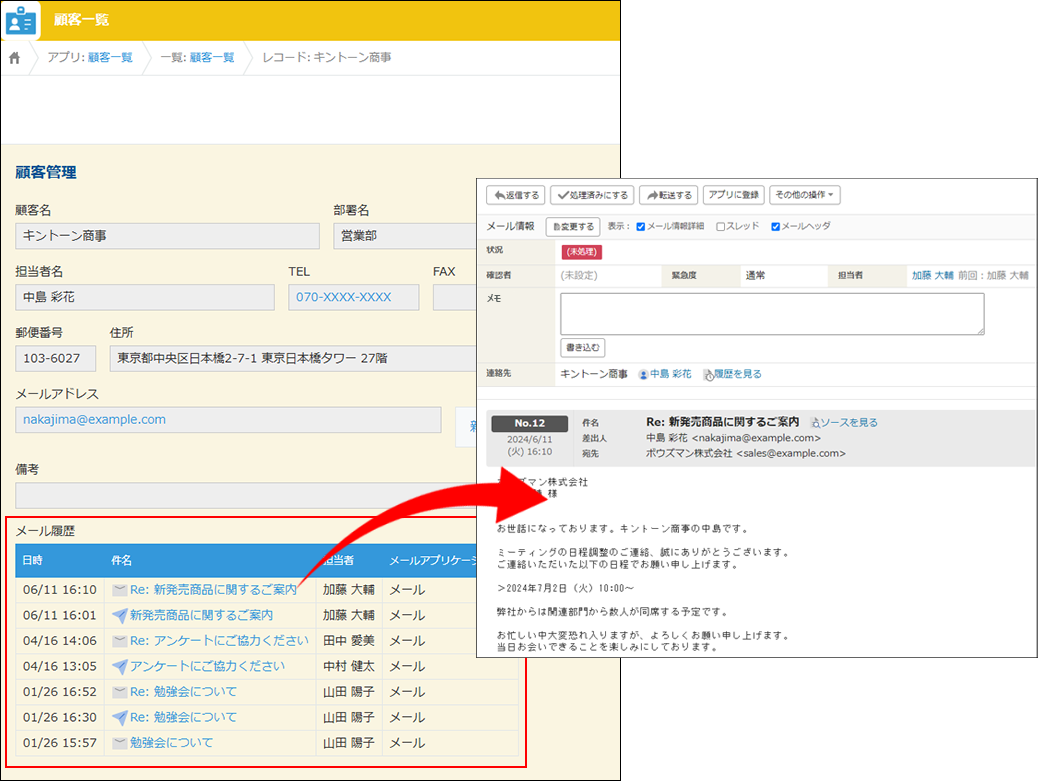 顧客一覧
アプリ: 顧客一覧 一覧: 顧客一覧 レコード: キントーン商事
顧客管理
顧客名 部署名
キントーン商事 営業部
担当者名 TEL FAX
中島 彩花 070-XXXX-XXXX
郵便番号 住所
103-6027 東京都中央区日本橋2-7-1 東京日本橋タワー 27階
メールアドレス
nakajima@example.com
備考
メール履歴
日時 件名 担当者 メールアプリケーシ
06/11 16:10 Re: 新発売商品に関するご案内 加藤 大輔 メール
06/11 16:01 新発売商品に関するご案内 加藤 大輔 メール
04/16 14:06 Re: アンケートにご協力ください 田中 愛美 メール
04/16 13:05 アンケートにご協力ください 中村 健太 メール
01/26 16:52 Re: 勉強会について 山田 陽子 メール
01/26 16:30 Re: 勉強会について 山田 陽子 メール
01/26 15:57 勉強会について 山田 陽子 メール
返信する 処理済みにする 転送する アプリに登録 その他の操作
メール情報 変更する 表示: メール情報詳細 スレッド メールヘッダ
状況 (未処理)
確認者 (未設定) 緊急度 通常 担当者 加藤 大輔 前回：加藤 大輔
メモ
書き込む
連絡先 キントーン商事 中島 彩花 履歴を見る
No.12 件名 Re: 新発売商品に関するご案内 ソースを見る
2024/6/11 差出人 中島 彩花 <nakajima@example.com>
(火) 16:10 宛先 ボウズマン株式会社 <sales@example.com>
ズマン株式会社
様
お世話になっております。キントーン商事の中島です。
ミーティングの日程調整のご連絡、誠にありがとうございます。
ご連絡いただいた以下の日程でお願い申し上げます。
>2024年7月2日（火）10:00～
弊社からは関連部門から数人が同席する予定です。
お忙しい中大変恐れ入りますが、よろしくお願い申し上げます。
当日お会いできることを楽しみにしております。